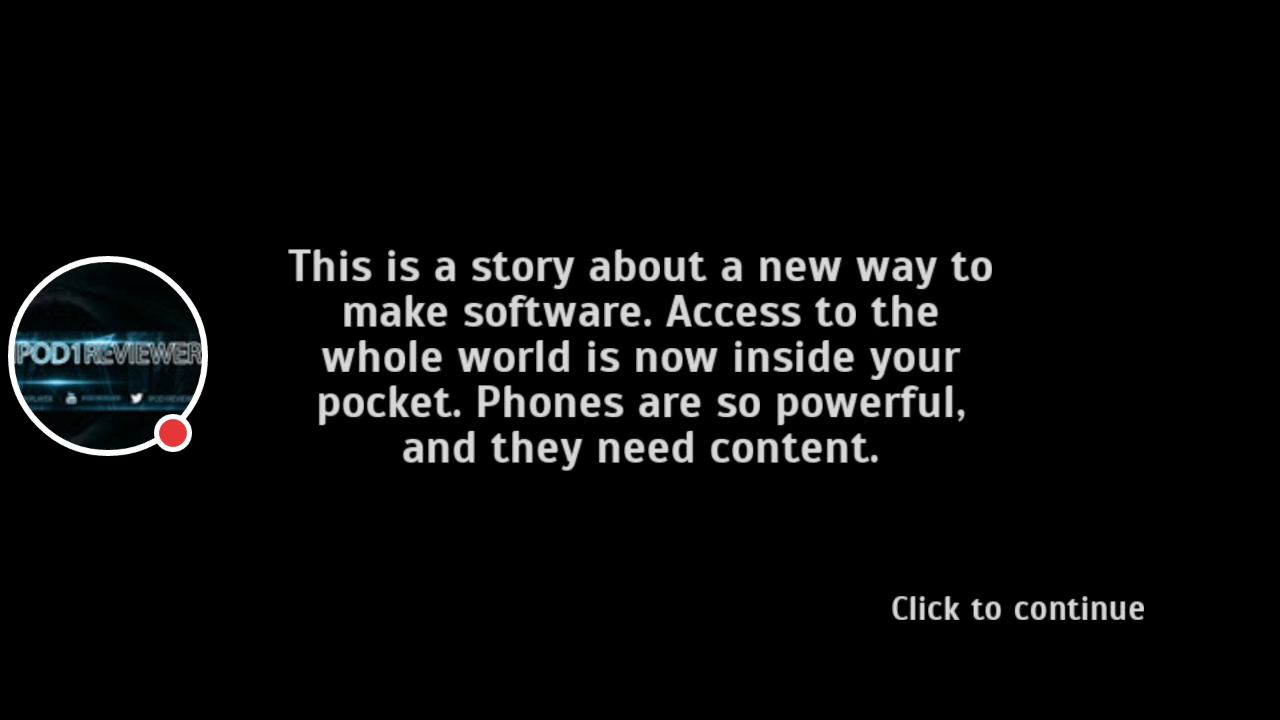 This is a story about a new way to
make software. Access to the
whole world is now inside your
pocket. Phones are so powerful,
and they need content.
IPOD1REVIEWER
Click to continue